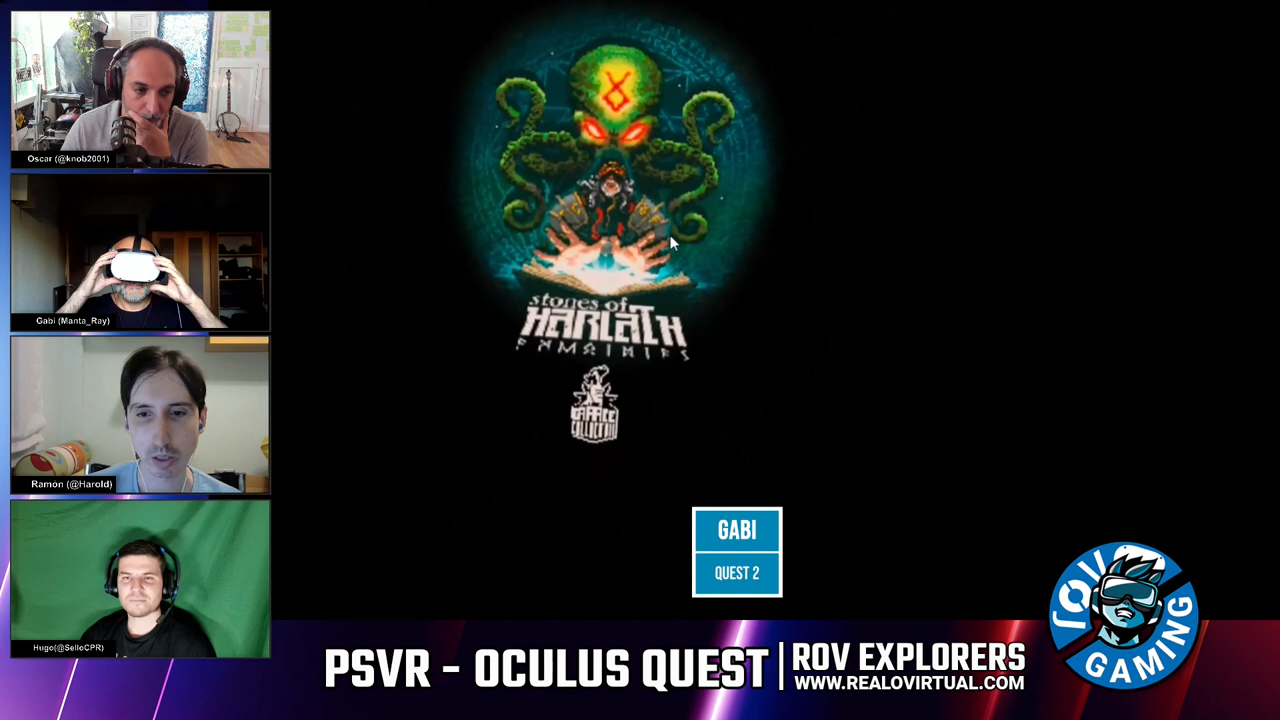 Oscar (@knob2001)
Gabi (Manta_Ray)
Ramón (@Harold)
Hugo(@SelloCPR)
stones of
HARLATH
GABI
QUEST 2
PSVR - OCULUS QUEST
ROV EXPLORERS
WWW.REALOVIRTUAL.COM
ROV
GAMING